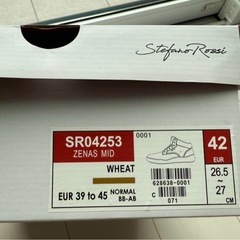 Stefano Rossi
SR04253
ZENAS MID
0001
42
EUR
WHEAT
26.5
~
27
CM
628638-0001
EUR 39 to 45
NORMAL
BB-AB
C
071